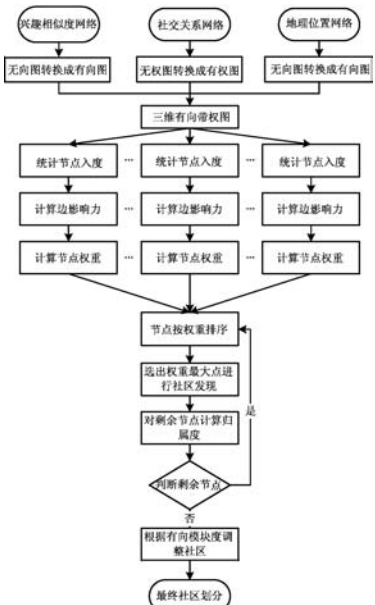 兴趣相似度网络 社交关系网络 地理位置网络
无向图转换成有向图 无权图转换成有权图 无向图转换成有向图
三维有向带权图
统计节点入度 ... 统计节点入度 ... 统计节点入度
计算边影响力 ... 计算边影响力 ... 计算边影响力
计算节点权重 ... 计算节点权重 ... 计算节点权重
节点按权重排序
选出权重最大点进
行社区发现
是
对剩余节点计算归
属度
判断剩余节点
否
根据有向模块度调
整社区
最终社区划分